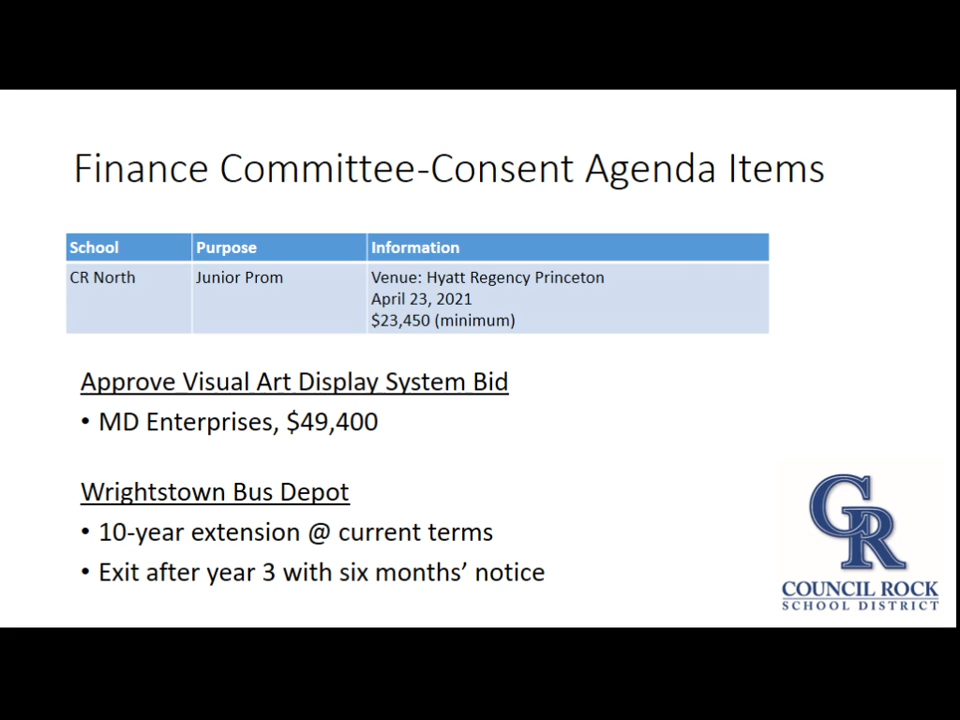 Finance Committee-Consent Agenda Items
School Purpose Information
CR North Junior Prom Venue: Hyatt Regency Princeton
April 23, 2021
$23,450 (minimum)
Approve Visual Art Display System Bid
• MD Enterprises, $49,400
Wrightstown Bus Depot
• 10-year extension @ current terms
• Exit after year 3 with six months’ notice
CR
COUNCIL ROCK
SCHOOL DISTRICT